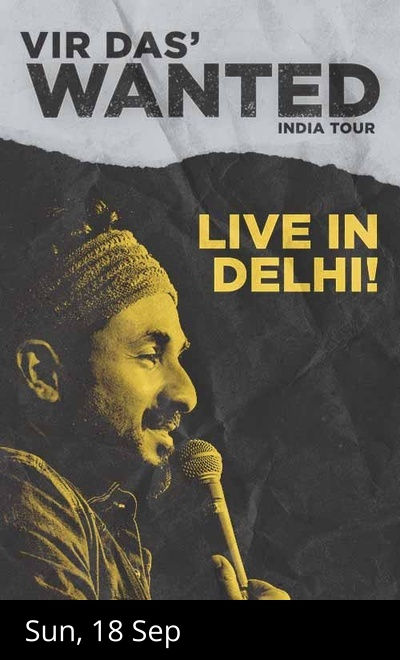 VIR DAS’
WANTED
INDIA TOUR
LIVE IN
DELHI!
Sun, 18 Sep